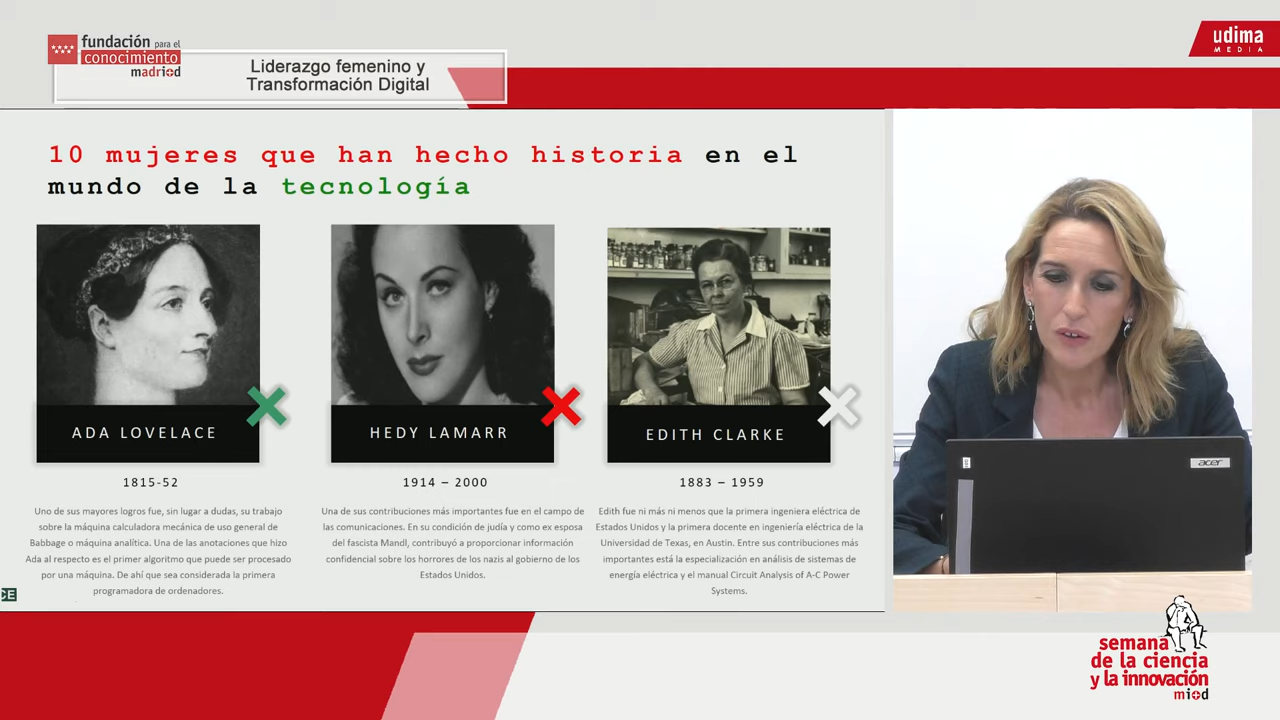 fundación para el
conocimiento
madrid
Liderazgo femenino y
Transformación Digital
udima
MEDIA
10 mujeres que han hecho historia en el
mundo de la tecnología
ADA LOVELACE
1815-52
Uno de sus mayores logros fue, sin lugar a dudas, su trabajo
sobre la máquina calculadora mecánica de uso general de
Babbage o máquina analítica. Una de las anotaciones que hizo
Ada al respecto es el primer algoritmo que puede ser procesado
por una máquina. De ahí que sea considerada la primera
programadora de ordenadores.
HEDY LAMARR
1914 – 2000
Una de sus contribuciones más importantes fue en el campo de
las comunicaciones. En su condición de judía y como ex esposa
del fascista Mandl, contribuyó a proporcionar información
confidencial sobre los horrores de los nazis al gobierno de los
Estados Unidos.
EDITH CLARKE
1883 – 1959
Edith fue ni más ni menos que la primera ingeniera eléctrica de
Estados Unidos y la primera docente en ingeniería eléctrica de la
Universidad de Texas, en Austin. Entre sus contribuciones más
importantes está la especialización en análisis de sistemas de
energía eléctrica y el manual Circuit Analysis of A-C Power
Systems.
acer
semana
de la ciencia
y la innovación